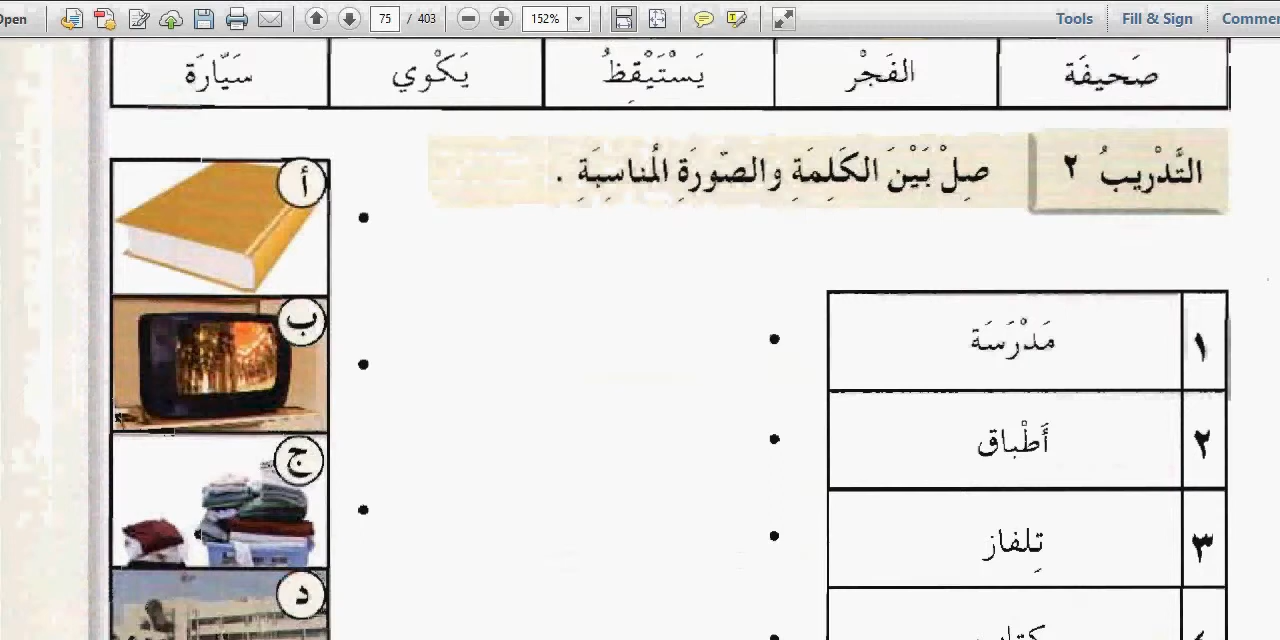 Open 75 / 403 152% Tools Fill & Sign
صَحيفَة الفَجْر يَسْتَيْقِظُ يَكْوي سَيّارَة
التَّدْريبُ ٢ صِلْ بَيْنَ الكَلِمَةِ والصّورَةِ المُناسِبَةِ .
أ
١ مَدْرَسَة
ب
٢ أَطْباق
ج
٣ تِلفاز
د